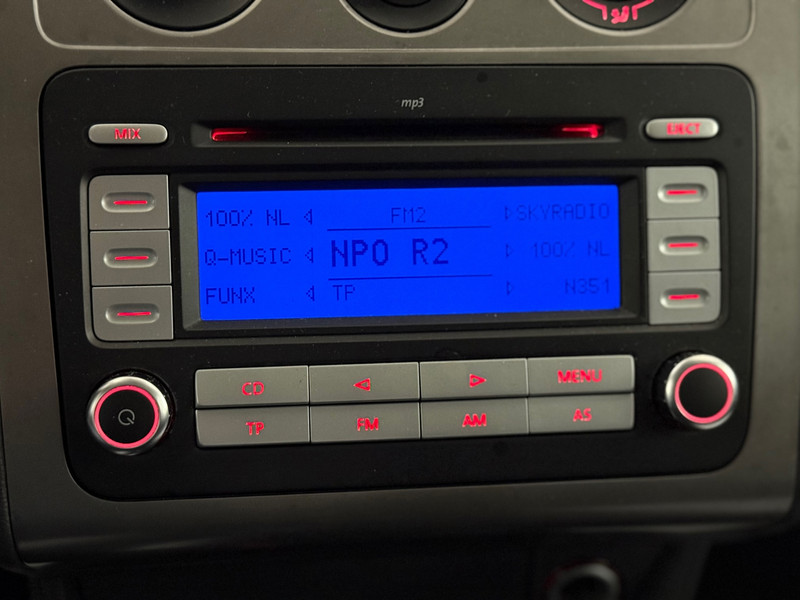 mp3
MIX
EJECT
100% NL FM2 SKYRADIO
Q-MUSIC NPO R2 100% NL
FUNX TP N351
CD MENU
TP FM AM AS